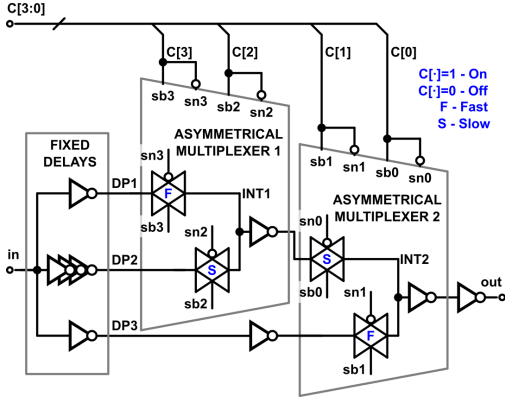 C[3:0]
C[3]
C[2]
C[1]
C[0]
C[·]=1 - On
C[·]=0 - Off
F - Fast
S - Slow
sb3
sn3
sb2
sn2
sb1
sn1
sb0
sn0
FIXED
DELAYS
ASYMMETRICAL
MULTIPLEXER 1
ASYMMETRICAL
MULTIPLEXER 2
sn3
DP1
F
INT1
sb3
sn2
sn0
in
DP2
S
S
INT2
sb2
sb0
sn1
out
DP3
F
sb1